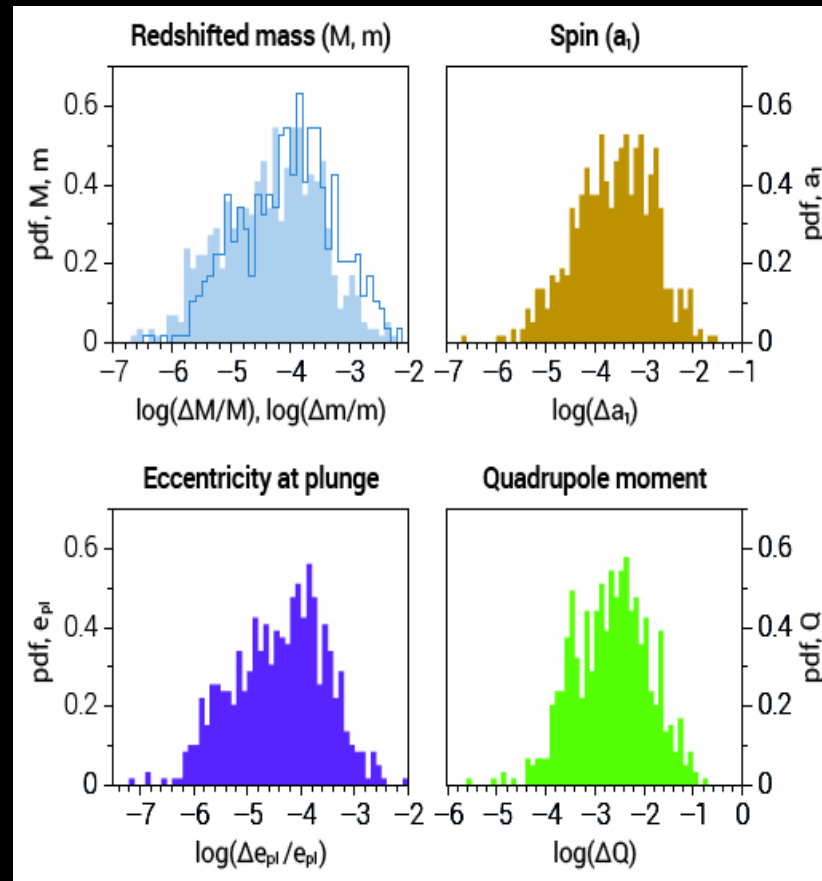 Redshifted mass (M, m)
Spin (a₁)
0.6
0.4
0.2
0
pdf, M, m
−7 −6 −5 −4 −3 −2
log(ΔM/M), log(Δm/m)
0.6
0.4
0.2
0
pdf, a₁
−7 −6 −5 −4 −3 −2 −1
log(Δa₁)
Eccentricity at plunge
Quadrupole moment
0.6
0.4
0.2
0
pdf, eₚₗ
−7 −6 −5 −4 −3 −2
log(Δeₚₗ/eₚₗ)
0.6
0.4
0.2
0
pdf, Q
−6 −5 −4 −3 −2 −1 0
log(ΔQ)